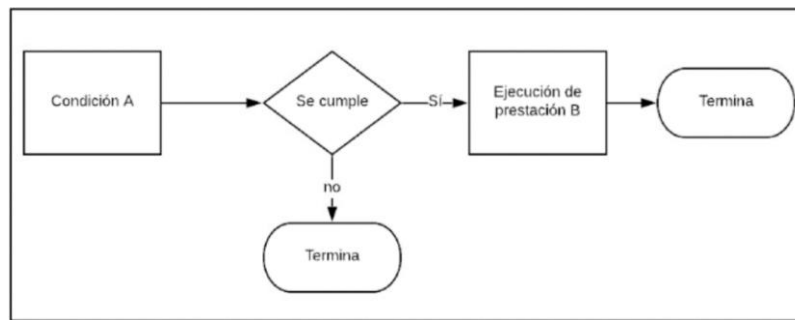 Condición A
Se cumple
Sí
Ejecución de
prestación B
Termina
no
Termina